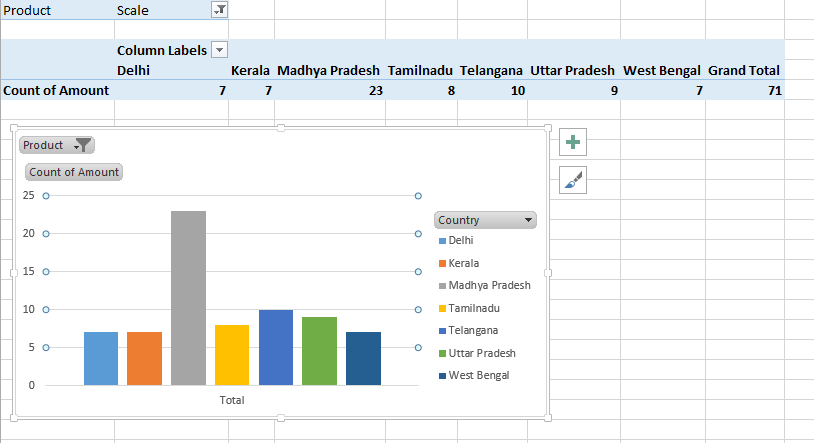 Product Scale
Column Labels
Delhi Kerala Madhya Pradesh Tamilnadu Telangana Uttar Pradesh West Bengal Grand Total
Count of Amount 7 7 23 8 10 9 7 71
Product
Count of Amount
25
20
15
10
5
0
Total
Country
Delhi
Kerala
Madhya Pradesh
Tamilnadu
Telangana
Uttar Pradesh
West Bengal